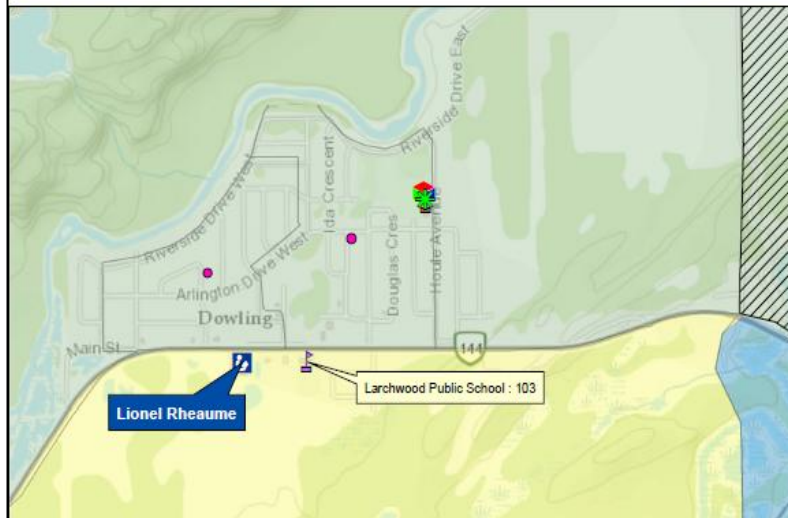 Riverside Drive East
Ida Crescent
Riverside Drive West
Arlington Drive West
Douglas Cres
Houle Avenue
Dowling
Main St
144
Lionel Rheaume
Larchwood Public School : 103